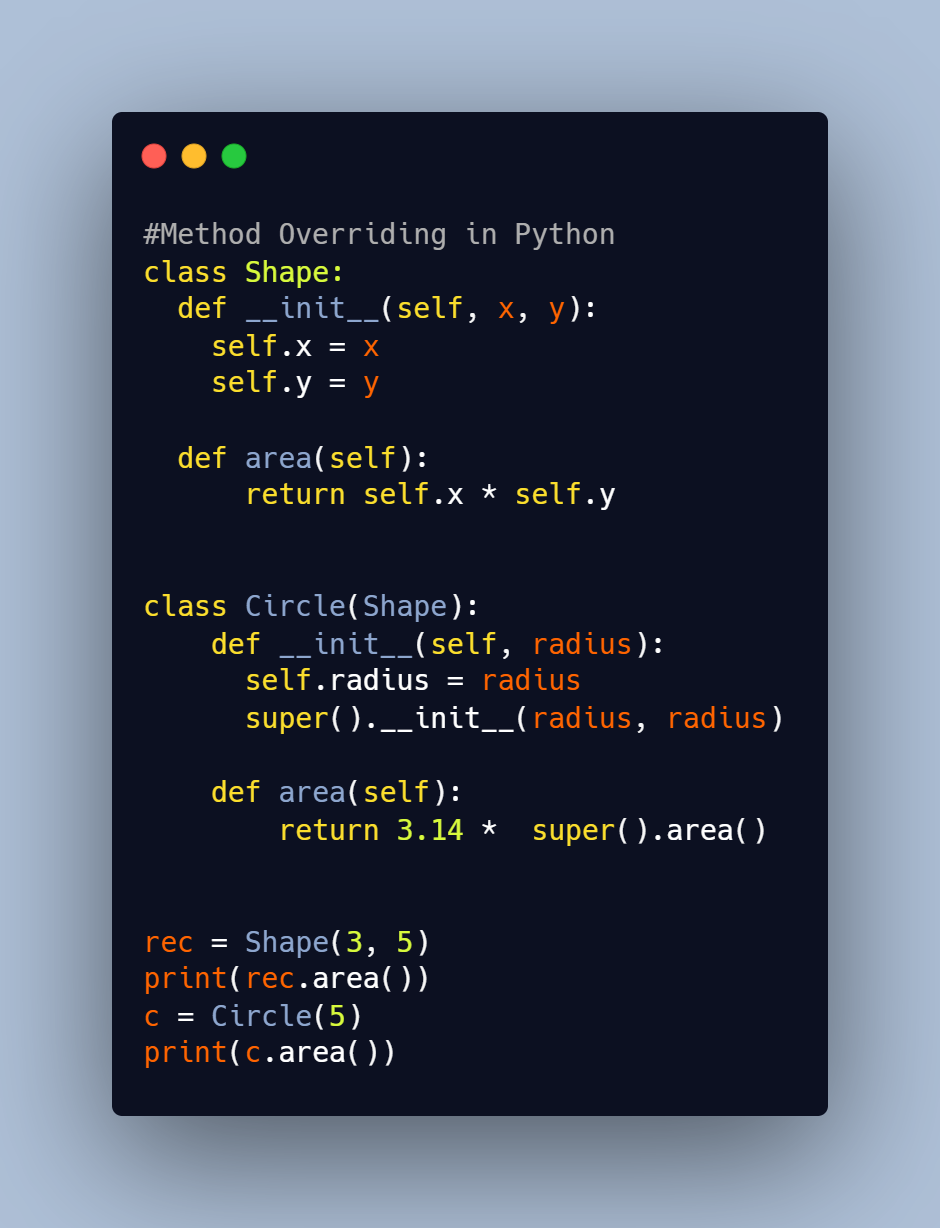 #Method Overriding in Python
class Shape:
  def __init__(self, x, y):
    self.x = x
    self.y = y

  def area(self):
      return self.x * self.y


class Circle(Shape):
    def __init__(self, radius):
      self.radius = radius
      super().__init__(radius, radius)

    def area(self):
        return 3.14 *  super().area()


rec = Shape(3, 5)
print(rec.area())
c = Circle(5)
print(c.area())